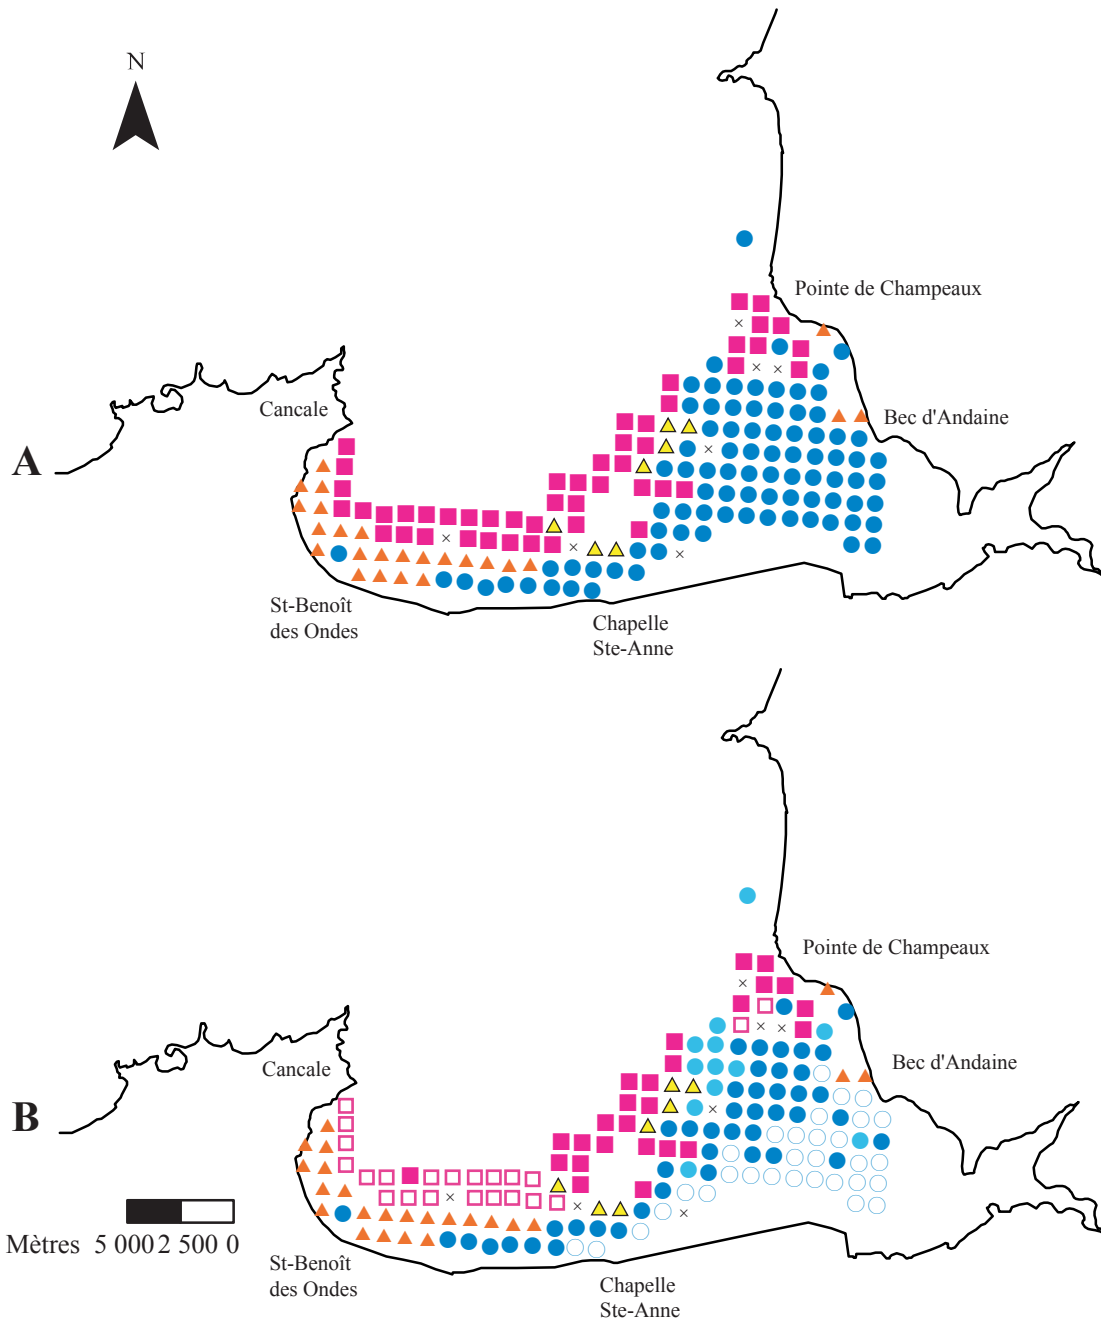 N
Pointe de Champeaux
Cancale
Bec d'Andaine
A
St-Benoît
des Ondes
Chapelle
Ste-Anne
Pointe de Champeaux
Cancale
Bec d'Andaine
B
Mètres 5 000 2 500 0
St-Benoît
des Ondes
Chapelle
Ste-Anne